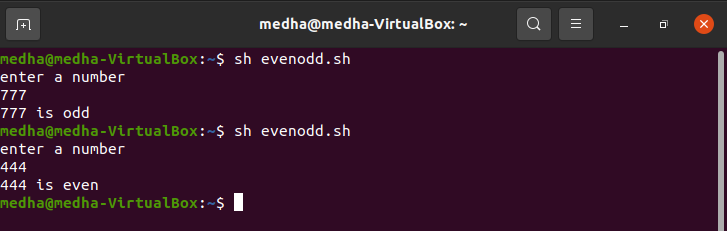 medha@medha-VirtualBox: ~
medha@medha-VirtualBox:~$ sh evenodd.sh
enter a number
777
777 is odd
medha@medha-VirtualBox:~$ sh evenodd.sh
enter a number
444
444 is even
medha@medha-VirtualBox:~$